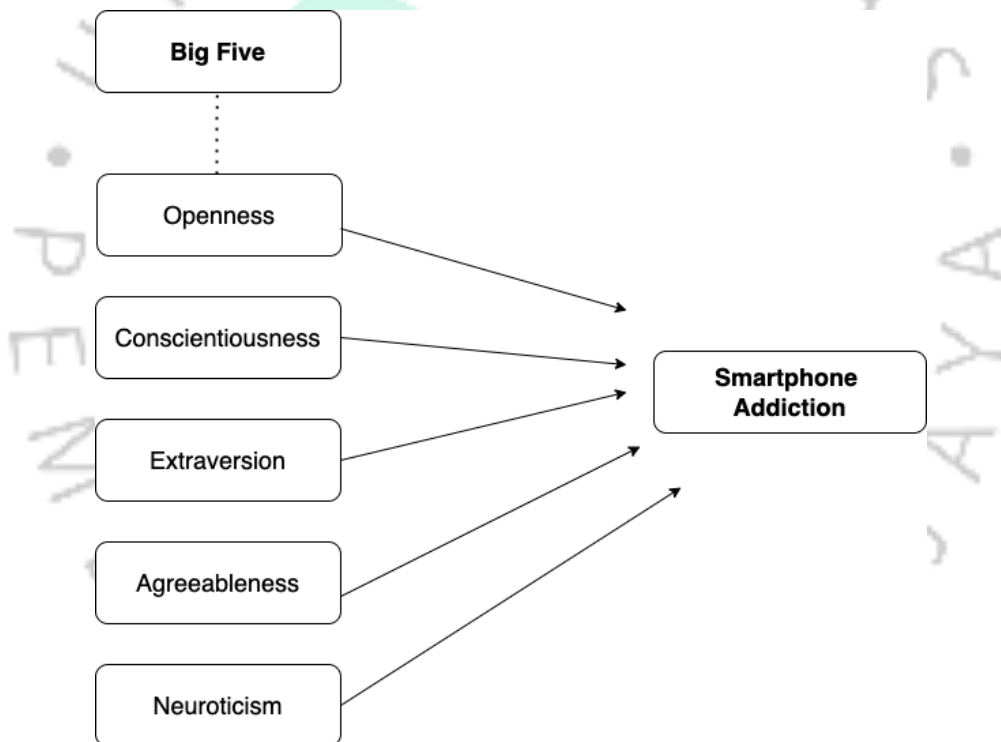 Big Five
Openness
Conscientiousness
Extraversion
Agreeableness
Neuroticism
Smartphone
Addiction